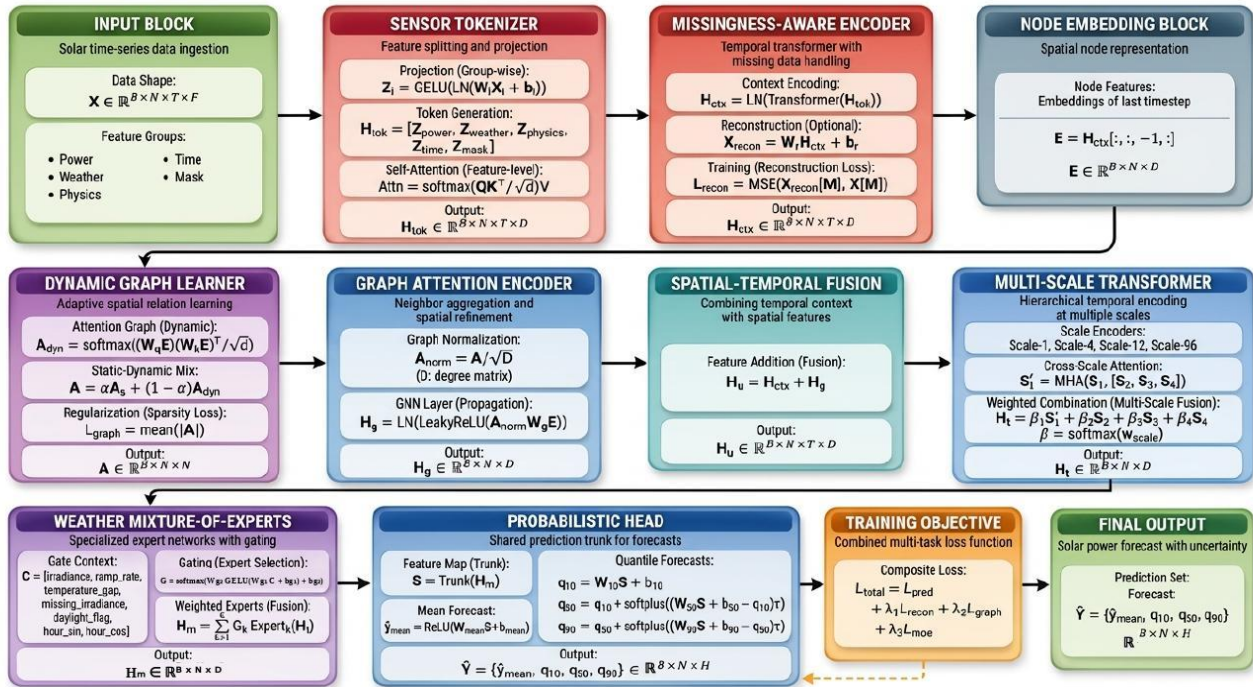 INPUT BLOCK
Solar time-series data ingestion
Data Shape:
X ∈ ℝ^{B×N×T×F}
Feature Groups:
• Power
• Weather
• Physics
• Time
• Mask
SENSOR TOKENIZER
Feature splitting and projection
Projection (Group-wise):
Z_i = GELU(LN(W_iX_i + b_i))
Token Generation:
H_tok = [Z_power, Z_weather, Z_physics,
Z_time, Z_mask]
Self-Attention (Feature-level)
Attn = softmax(QK^⊤/√d)V
Output:
H_tok ∈ ℝ^{B×N×T×D}
MISSINGNESS-AWARE ENCODER
Temporal transformer with
missing data handling
Context Encoding:
H_ctx = LN(Transformer(H_tok))
Reconstruction (Optional):
X_recon = W_rH_ctx + b_r
Training (Reconstruction Loss):
L_recon = MSE(X_recon[M], X[M])
Output:
H_ctx ∈ ℝ^{B×N×T×D}
NODE EMBEDDING BLOCK
Spatial node representation
Node Features:
Embeddings of last timestep
E = H_ctx[:, :, -1, :]
E ∈ ℝ^{B×N×D}
DYNAMIC GRAPH LEARNER
Adaptive spatial relation learning
Attention Graph (Dynamic):
A_dyn = softmax((W_qE)(W_kE)^⊤/√d)
Static-Dynamic Mix:
A = αA_s + (1 − α)A_dyn
Regularization (Sparsity Loss):
L_graph = mean(|A|)
Output:
A ∈ ℝ^{B×N×N}
GRAPH ATTENTION ENCODER
Neighbor aggregation and
spatial refinement
Graph Normalization:
A_norm = A/√D
(D: degree matrix)
GNN Layer (Propagation):
H_g = LN(LeakyReLU(A_normW_gE))
Output:
H_g ∈ ℝ^{B×N×D}
SPATIAL-TEMPORAL FUSION
Combining temporal context
with spatial features
Feature Addition (Fusion):
H_u = H_ctx + H_g
Output:
H_u ∈ ℝ^{B×N×T×D}
MULTI-SCALE TRANSFORMER
Hierarchical temporal encoding
at multiple scales
Scale Encoders:
Scale-1, Scale-4, Scale-12, Scale-96
Cross-Scale Attention:
S′_1 = MHA(S_1, [S_2, S_3, S_4])
Weighted Combination (Multi-Scale Fusion):
H_t = β_1S′_1 + β_2S_2 + β_3S_3 + β_4S_4
β = softmax(w_scale)
Output:
H_t ∈ ℝ^{B×N×D}
WEATHER MIXTURE-OF-EXPERTS
Specialized expert networks with gating
Gate Context:
C = [irradiance, ramp_rate,
temperature_gap,
missing_irradiance,
daylight_flag,
hour_sin, hour_cos]
Gating (Expert Selection):
G = softmax(W_g2 GELU(W_g1 C + b_g1) + b_g2)
Weighted Experts (Fusion):
H_m = ∑ G_k Expert_k(H_t)
Output:
H_m ∈ ℝ^{B×N×D}
PROBABILISTIC HEAD
Shared prediction trunk for forecasts
Feature Map (Trunk):
S = Trunk(H_m)
Mean Forecast:
ŷ_mean = ReLU(W_meanS+b_mean)
Quantile Forecasts:
q_10 = W_10S + b_10
q_50 = q_10 + softplus((W_50S + b_50 - q_10)τ)
q_90 = q_50 + softplus((W_90S + b_90 - q_50)τ)
Output:
Ŷ = {ŷ_mean, q_10, q_50, q_90} ∈ ℝ^{B×N×H}
TRAINING OBJECTIVE
Combined multi-task loss function
Composite Loss:
L_total = L_pred
+ λ_1L_recon + λ_2L_graph
+ λ_3L_moe
FINAL OUTPUT
Solar power forecast with uncertainty
Prediction Set:
Forecast:
Ŷ = {ŷ_mean, q_10, q_50, q_90}
ℝ^{B×N×H}